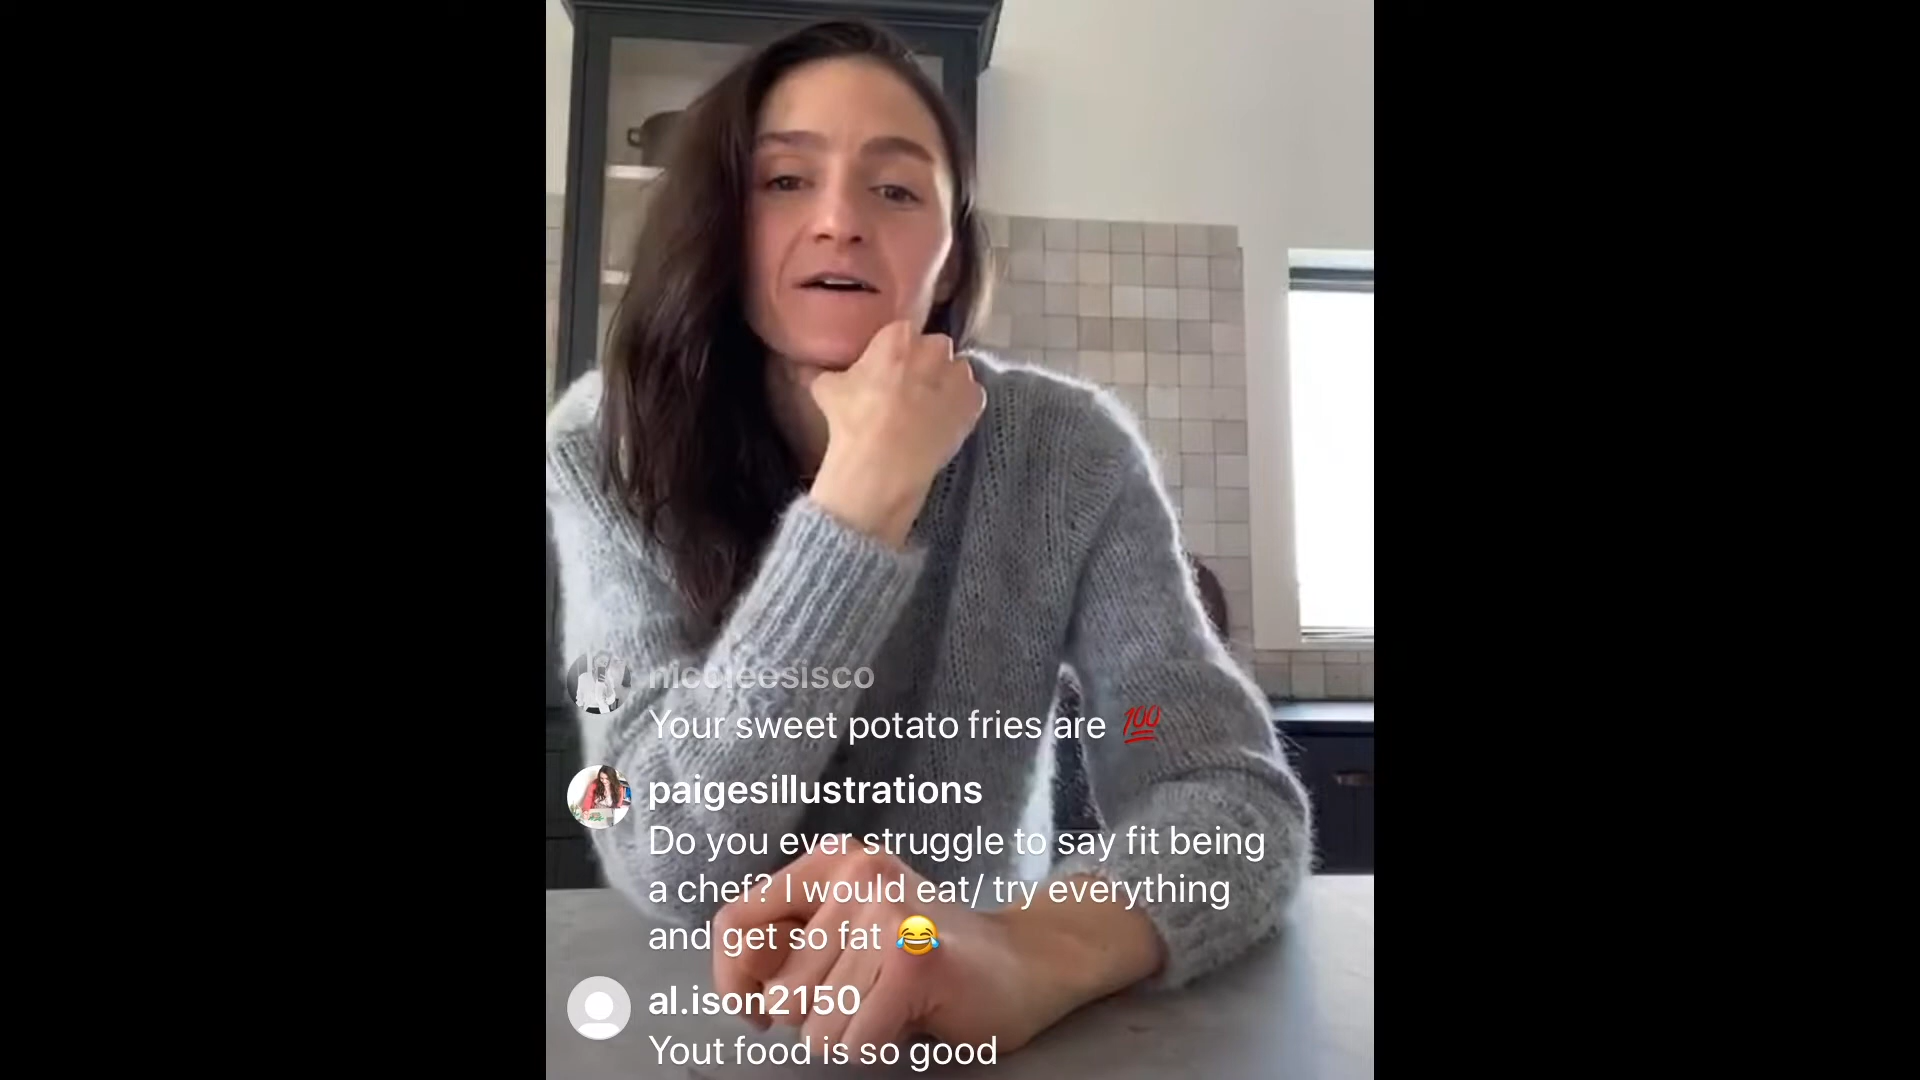 nicoleesisco
Your sweet potato fries are 💯
paigesillustrations
Do you ever struggle to say fit being
a chef? I would eat/ try everything
and get so fat 😂
al.ison2150
Yout food is so good